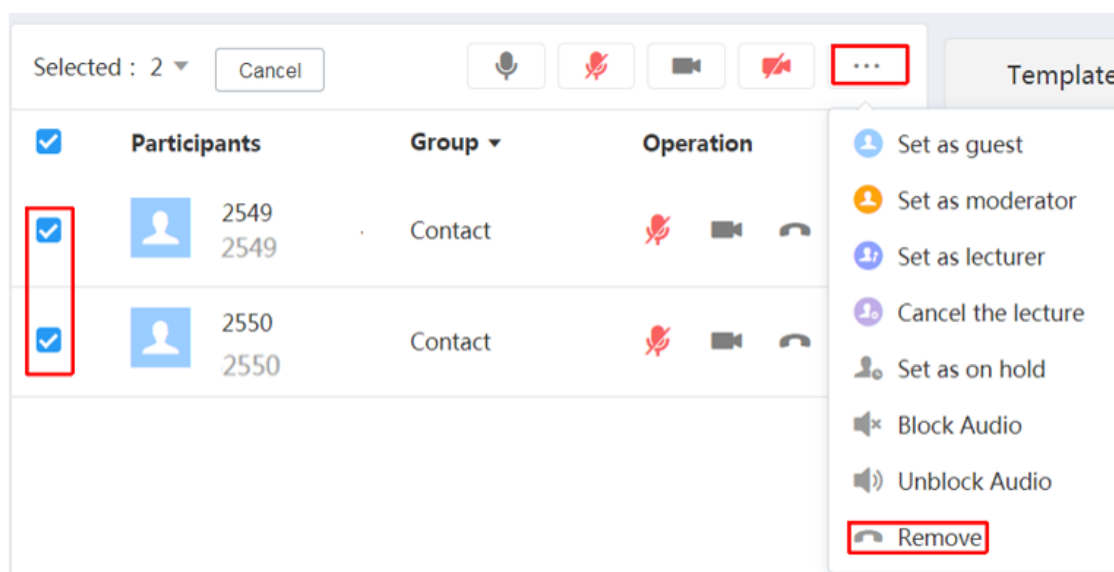 Selected : 2
Cancel
...
Template
Participants Group Operation
2549
2549
Contact
2550
2550
Contact
Set as guest
Set as moderator
Set as lecturer
Cancel the lecture
Set as on hold
Block Audio
Unblock Audio
Remove